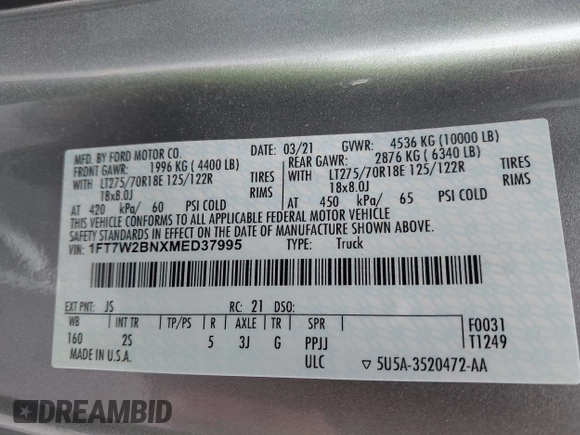 MFD. BY FORD MOTOR CO.
DATE: 03/21 GVWR: 4536 KG (10000 LB)
FRONT GAWR: 1996 KG (4400 LB) REAR GAWR: 2876 KG (6340 LB)
WITH LT275/70R18E 125/122R TIRES WITH LT275/70R18E 125/122R TIRES
18x8.0J RIMS 18x8.0J RIMS
AT 420 kPa/ 60 PSI COLD AT 450 kPa/ 65 PSI COLD
THIS VEHICLE CONFORMS TO ALL APPLICABLE FEDERAL MOTOR VEHICLE
SAFETY STANDARDS IN EFFECT ON THE DATE OF MANUFACTURE SHOWN ABOVE.
VIN: 1FT7W2BNXMED37995 TYPE: Truck
EXT PNT: JS RC: 21 DSO:
WB INT TR TP/PS R AXLE TR SPR F0031
160 2S 5 3J G PPJJ T1249
MADE IN U.S.A. ULC ▽ 5U5A-3520472-AA
DREAMBID